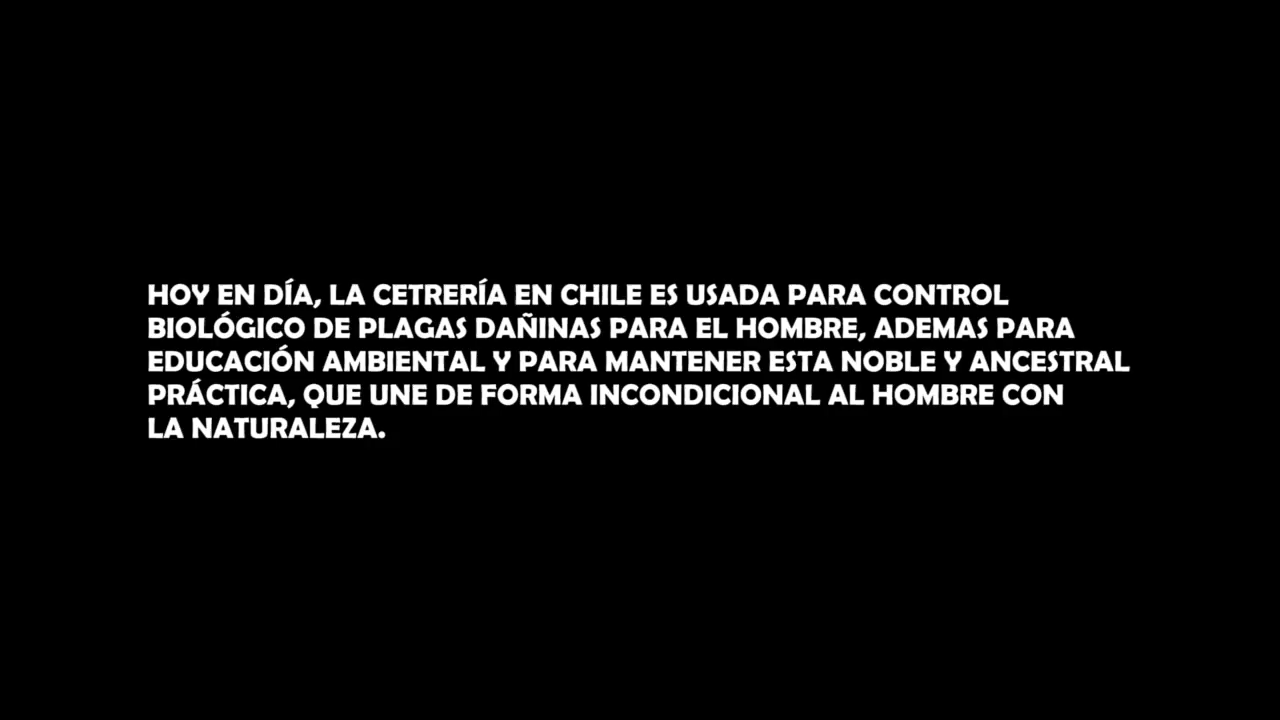 HOY EN DÍA, LA CETRERÍA EN CHILE ES USADA PARA CONTROL
BIOLÓGICO DE PLAGAS DAÑINAS PARA EL HOMBRE, ADEMAS PARA
EDUCACIÓN AMBIENTAL Y PARA MANTENER ESTA NOBLE Y ANCESTRAL
PRÁCTICA, QUE UNE DE FORMA INCONDICIONAL AL HOMBRE CON
LA NATURALEZA.